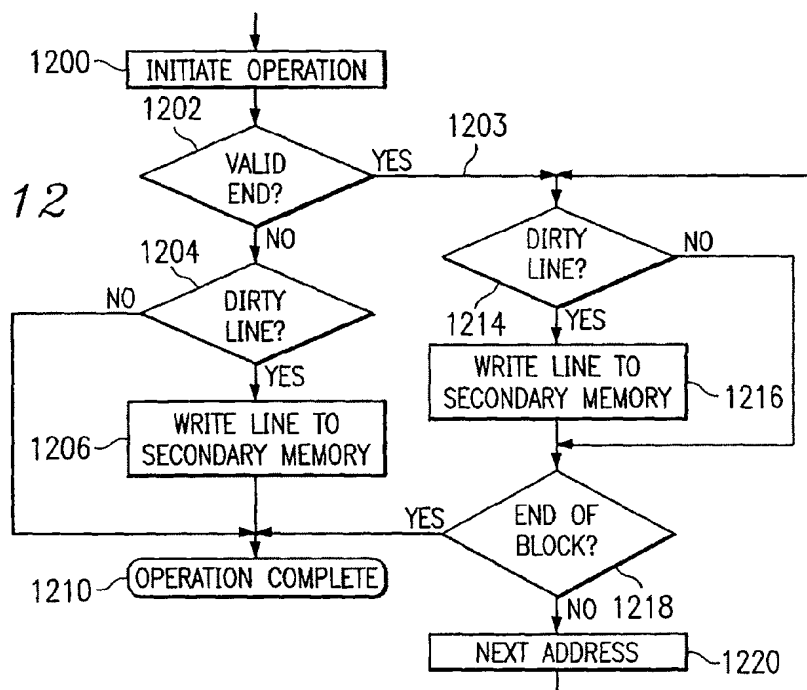 1200
INITIATE OPERATION
1202
1203
VALID
END?
YES
12
NO
1204
DIRTY
LINE?
NO
YES
DIRTY
LINE?
NO
1214
YES
WRITE LINE TO
SECONDARY MEMORY
1206
WRITE LINE TO
SECONDARY MEMORY
1216
YES
END OF
BLOCK?
1210
OPERATION COMPLETE
NO
1218
NEXT ADDRESS
1220